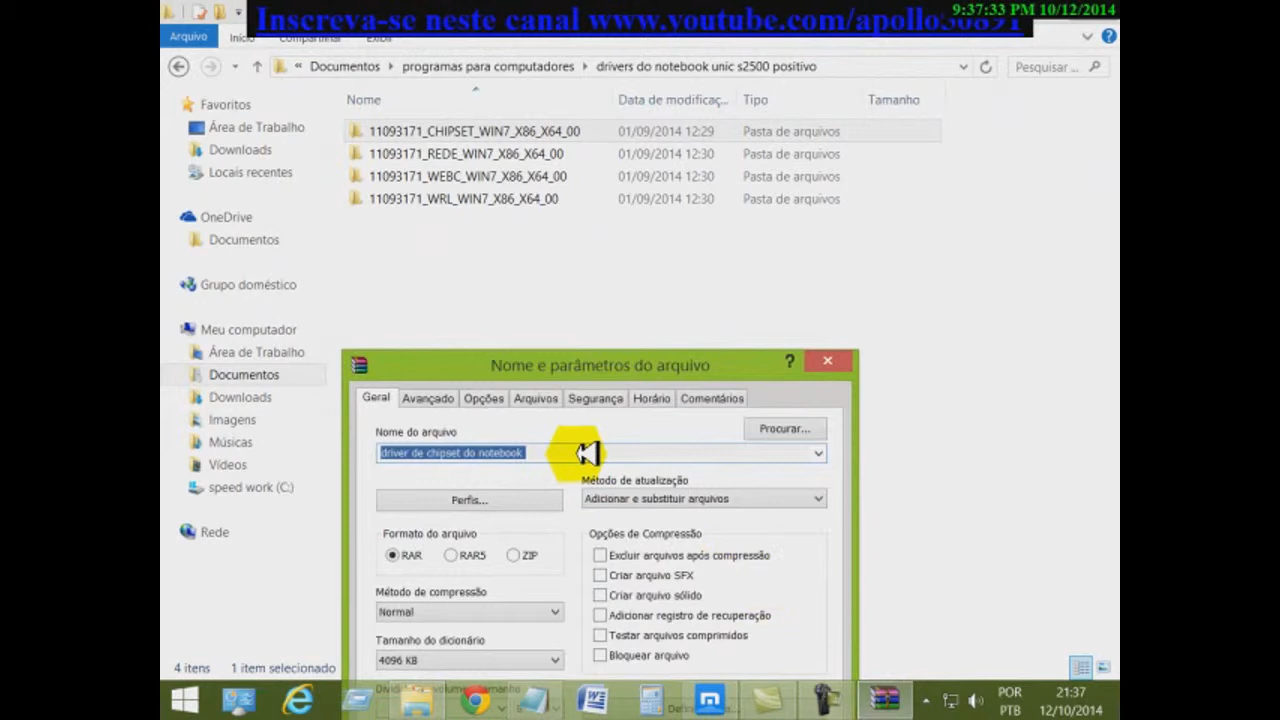 Inscreva-se neste canal www.youtube.com/apollo38891
9:37:33 PM 10/12/2014
Arquivo Início Compartilhar Exibir
« Documentos programas para computadores drivers do notebook unic s2500 positivo
Pesquisar ...
Nome Data de modificaç... Tipo Tamanho
Favoritos
Área de Trabalho
Downloads
Locais recentes
OneDrive
Documentos
Grupo doméstico
Meu computador
Área de Trabalho
Documentos
Downloads
Imagens
Músicas
Vídeos
speed work (C:)
Rede
11093171_CHIPSET_WIN7_X86_X64_00 01/09/2014 12:29 Pasta de arquivos
11093171_REDE_WIN7_X86_X64_00 01/09/2014 12:30 Pasta de arquivos
11093171_WEBC_WIN7_X86_X64_00 01/09/2014 12:30 Pasta de arquivos
11093171_WRL_WIN7_X86_X64_00 01/09/2014 12:30 Pasta de arquivos
Nome e parâmetros do arquivo
Geral Avançado Opções Arquivos Segurança Horário Comentários
Nome do arquivo
Procurar...
driver de chipset do notebook
Método de atualização
Perfis...
Adicionar e substituir arquivos
Formato do arquivo
RAR RAR5 ZIP
Método de compressão
Normal
Tamanho do dicionário
4096 KB
Opções de Compressão
Excluir arquivos após compressão
Criar arquivo SFX
Criar arquivo sólido
Adicionar registro de recuperação
Testar arquivos comprimidos
Bloquear arquivo
4 itens 1 item selecionado
POR
PTB
21:37
12/10/2014